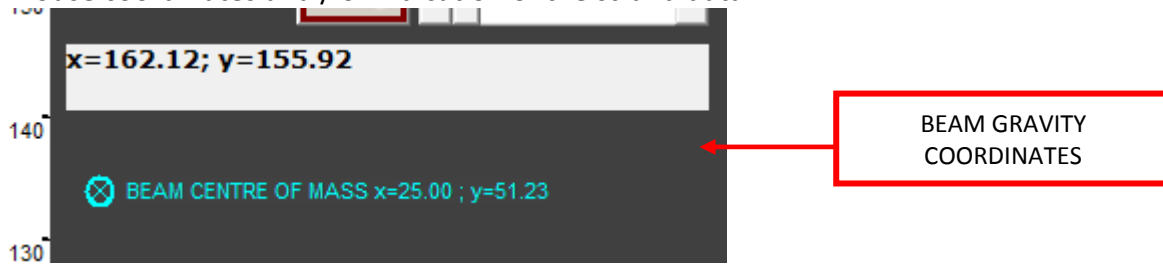 x=162.12; y=155.92
140
BEAM GRAVITY
COORDINATES
BEAM CENTRE OF MASS x=25.00 ; y=51.23
130